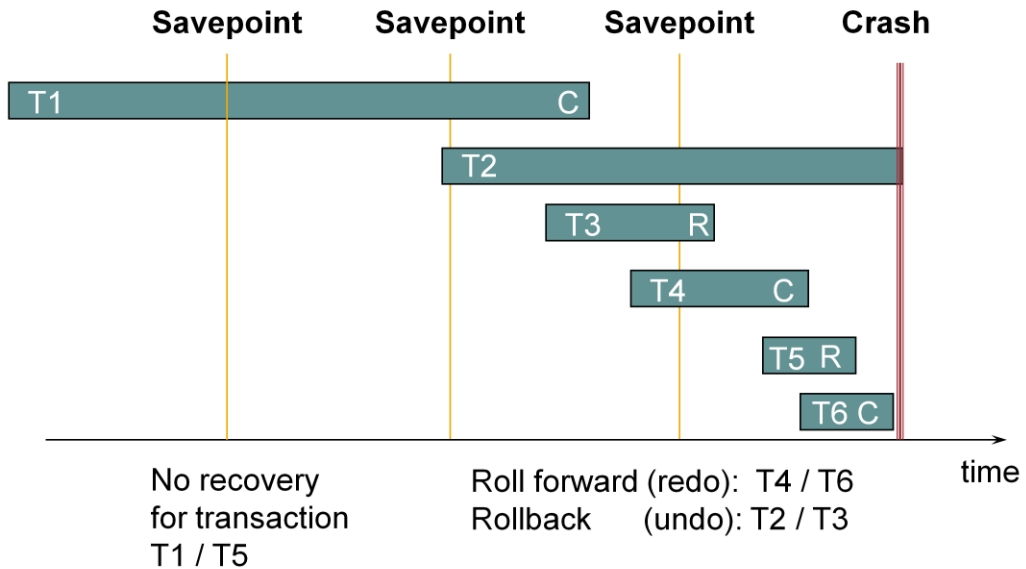 Savepoint Savepoint Savepoint Crash
T1 C
T2
T3 R
T4 C
T5 R
T6 C
time
No recovery
for transaction
T1 / T5
Roll forward (redo): T4 / T6
Rollback (undo): T2 / T3